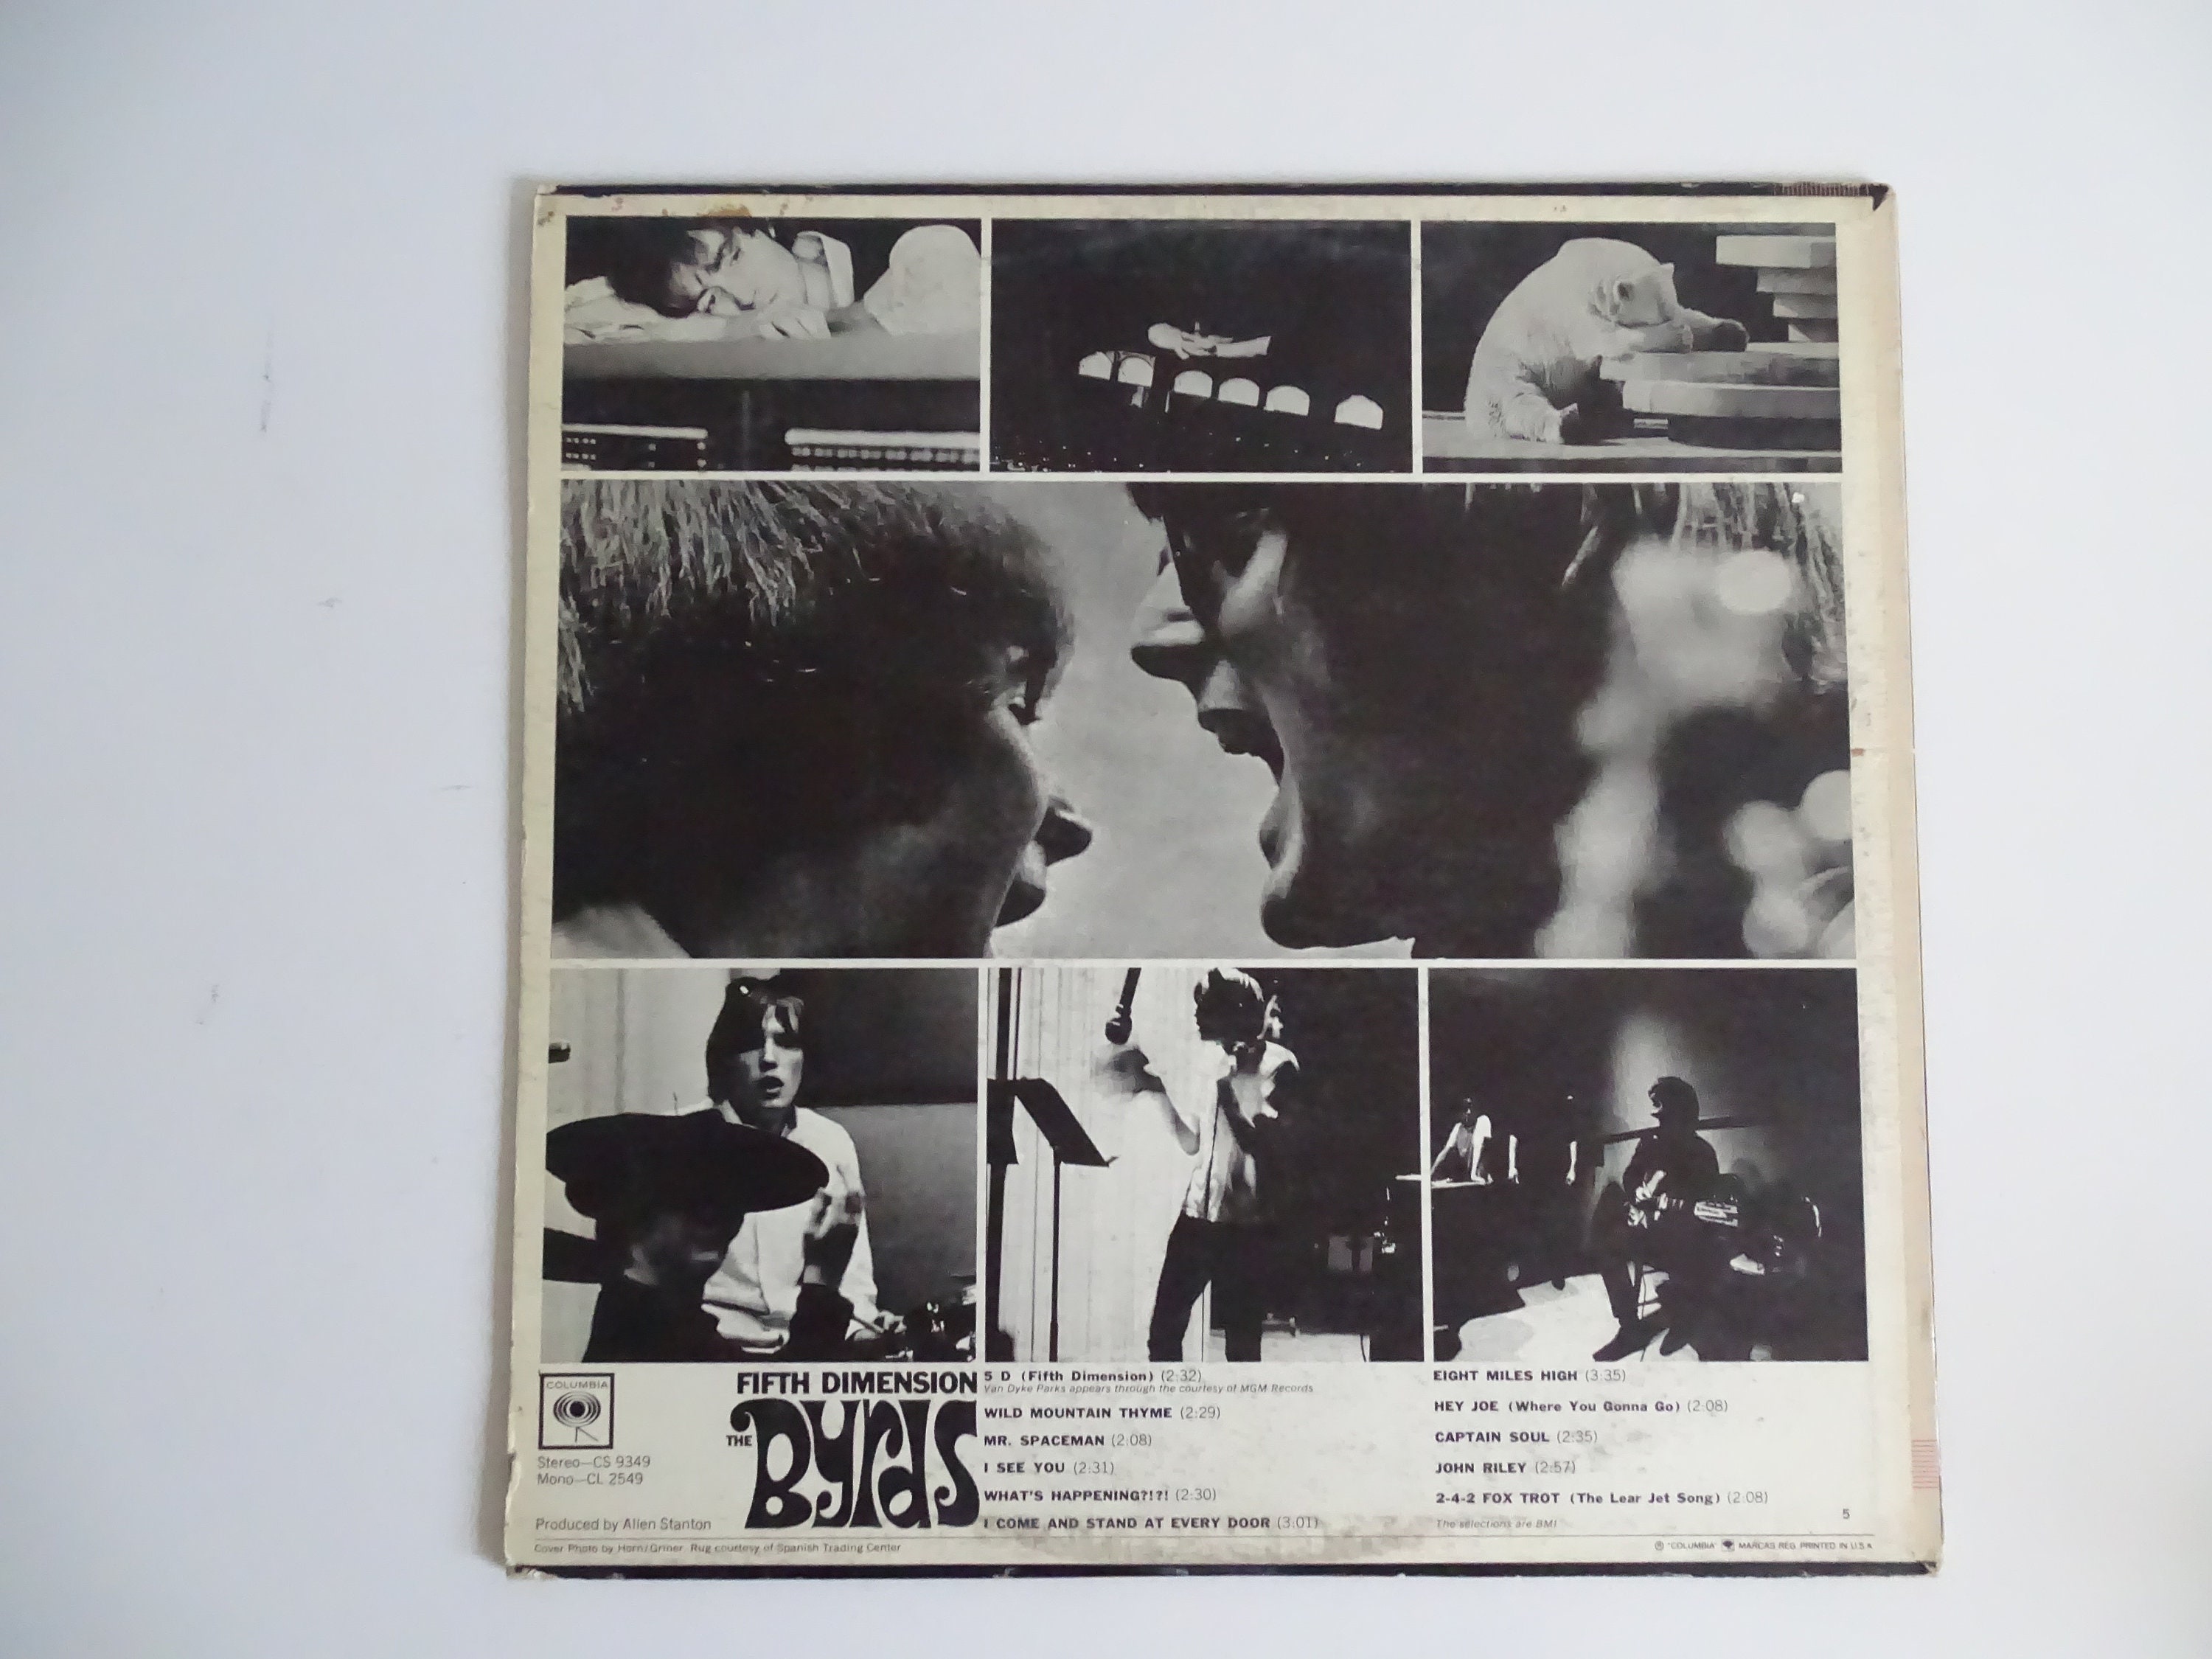 COLUMBIA
Stereo—CS 9349
Mono—CL 2549
Produced by Allen Stanton
FIFTH DIMENSION
THE Byrds
5 D (Fifth Dimension) (2:32)
Van Dyke Parks appears through the courtesy of MGM Records
WILD MOUNTAIN THYME (2:29)
MR. SPACEMAN (2:08)
I SEE YOU (2:31)
WHAT'S HAPPENING?!?! (2:30)
I COME AND STAND AT EVERY DOOR (3:01)
EIGHT MILES HIGH (3:35)
HEY JOE (Where You Gonna Go) (2:08)
CAPTAIN SOUL (2:35)
JOHN RILEY (2:57)
2-4-2 FOX TROT (The Lear Jet Song) (2:08)
The selections are BMI
5
Cover Photo by Horn/Griner Rug courtesy of Spanish Trading Center
℗ "COLUMBIA" MARCAS REG. PRINTED IN U.S.A.